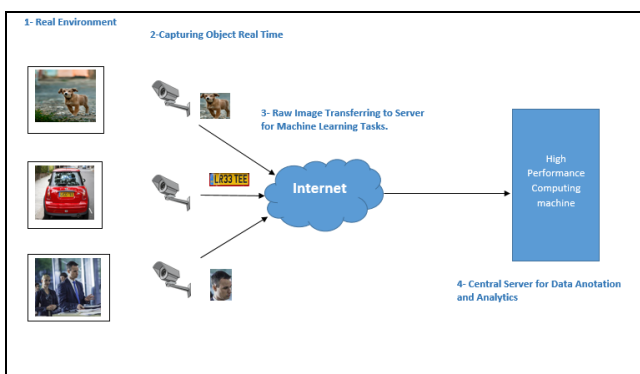 1- Real Environment
2-Capturing Object Real Time
3- Raw Image Transferring to Server
for Machine Learning Tasks.
LR33 TEE
Internet
High
Performance
Computing
machine
4- Central Server for Data Anotation
and Analytics